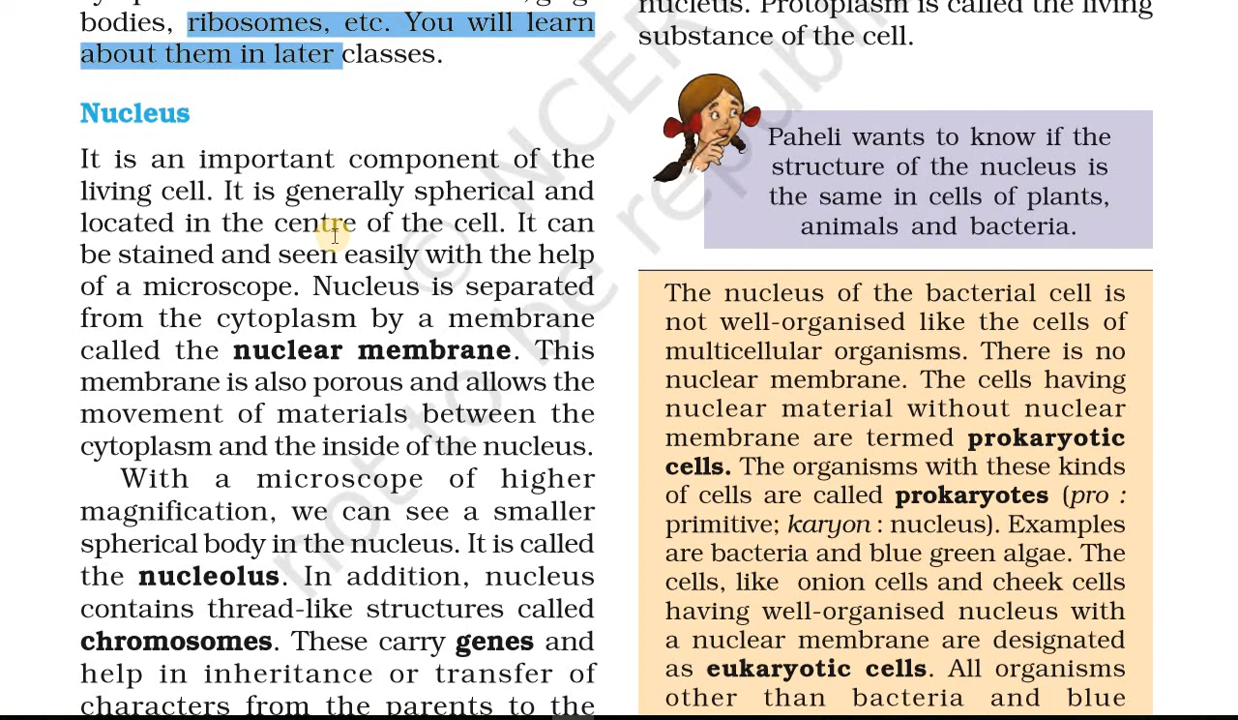 bodies, ribosomes, etc. You will learn
about them in later classes.
Nucleus
It is an important component of the
living cell. It is generally spherical and
located in the centre of the cell. It can
be stained and seen easily with the help
of a microscope. Nucleus is separated
from the cytoplasm by a membrane
called the nuclear membrane. This
membrane is also porous and allows the
movement of materials between the
cytoplasm and the inside of the nucleus.
With a microscope of higher
magnification, we can see a smaller
spherical body in the nucleus. It is called
the nucleolus. In addition, nucleus
contains thread-like structures called
chromosomes. These carry genes and
help in inheritance or transfer of
characters from the parents to the
nucleus. Protoplasm is called the living
substance of the cell.
Paheli wants to know if the
structure of the nucleus is
the same in cells of plants,
animals and bacteria.
The nucleus of the bacterial cell is
not well-organised like the cells of
multicellular organisms. There is no
nuclear membrane. The cells having
nuclear material without nuclear
membrane are termed prokaryotic
cells. The organisms with these kinds
of cells are called prokaryotes (pro :
primitive; karyon : nucleus). Examples
are bacteria and blue green algae. The
cells, like onion cells and cheek cells
having well-organised nucleus with
a nuclear membrane are designated
as eukaryotic cells. All organisms
other than bacteria and blue
© NCER
not to be republi